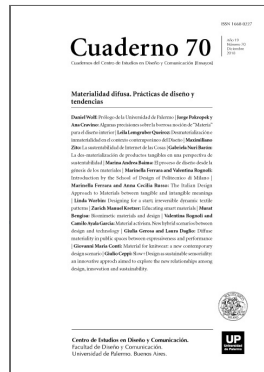 ISSN 1668-0227
Año 19
Número 70
Diciembre
2018
Cuaderno 70
Cuadernos del Centro de Estudios en Diseño y Comunicación [Ensayos]
Materialidad difusa. Prácticas de diseño y
tendencias
Daniel Wolf: Prólogo de la Universidad de Palermo | Jorge Pokropek y
Ana Cravino: Algunas precisiones sobre la borrosa noción de "Materia"
para el diseño interior | Leila Lemgruber Queiroz: Desmaterialización e
inmaterialidad en el contexto contemporáneo del Diseño | Maximiliano
Zito: La sustentabilidad de Internet de las Cosas | Gabriela Nuri Barón:
La des-materialización de productos tangibles en una perspectiva de
sustentabilidad | Marina Andrea Baima: El proceso de diseño desde la
génesis de los materiales | Marinella Ferrara y Valentina Rognoli:
Introduction by the School of Design of Politecnico di Milano |
Marinella Ferrara and Anna Cecilia Russo: The Italian Design
Approach to Materials between tangible and intangible meanings
| Linda Worbin: Designing for a start; irreversible dynamic textile
patterns | Zurich Manuel Kretzer: Educating smart materials | Murat
Bengisu: Biomimetic materials and design | Valentina Rognoli and
Camilo Ayala García: Material activism. New hybrid scenarios between
design and technology | Giulia Gerosa and Laura Daglio: Diffuse
materiality in public spaces between expressiveness and performance
| Giovanni Maria Conti: Material for knitwear: a new contemporary
design scenario | Giulio Ceppi: Slow+Design as sustainable sensoriality:
an innovative approach aimed to explore the new relationships among
design, innovation and sustainability.
Centro de Estudios en Diseño y Comunicación.
Facultad de Diseño y Comunicación.
Universidad de Palermo. Buenos Aires.
UP
Universidad
de Palermo